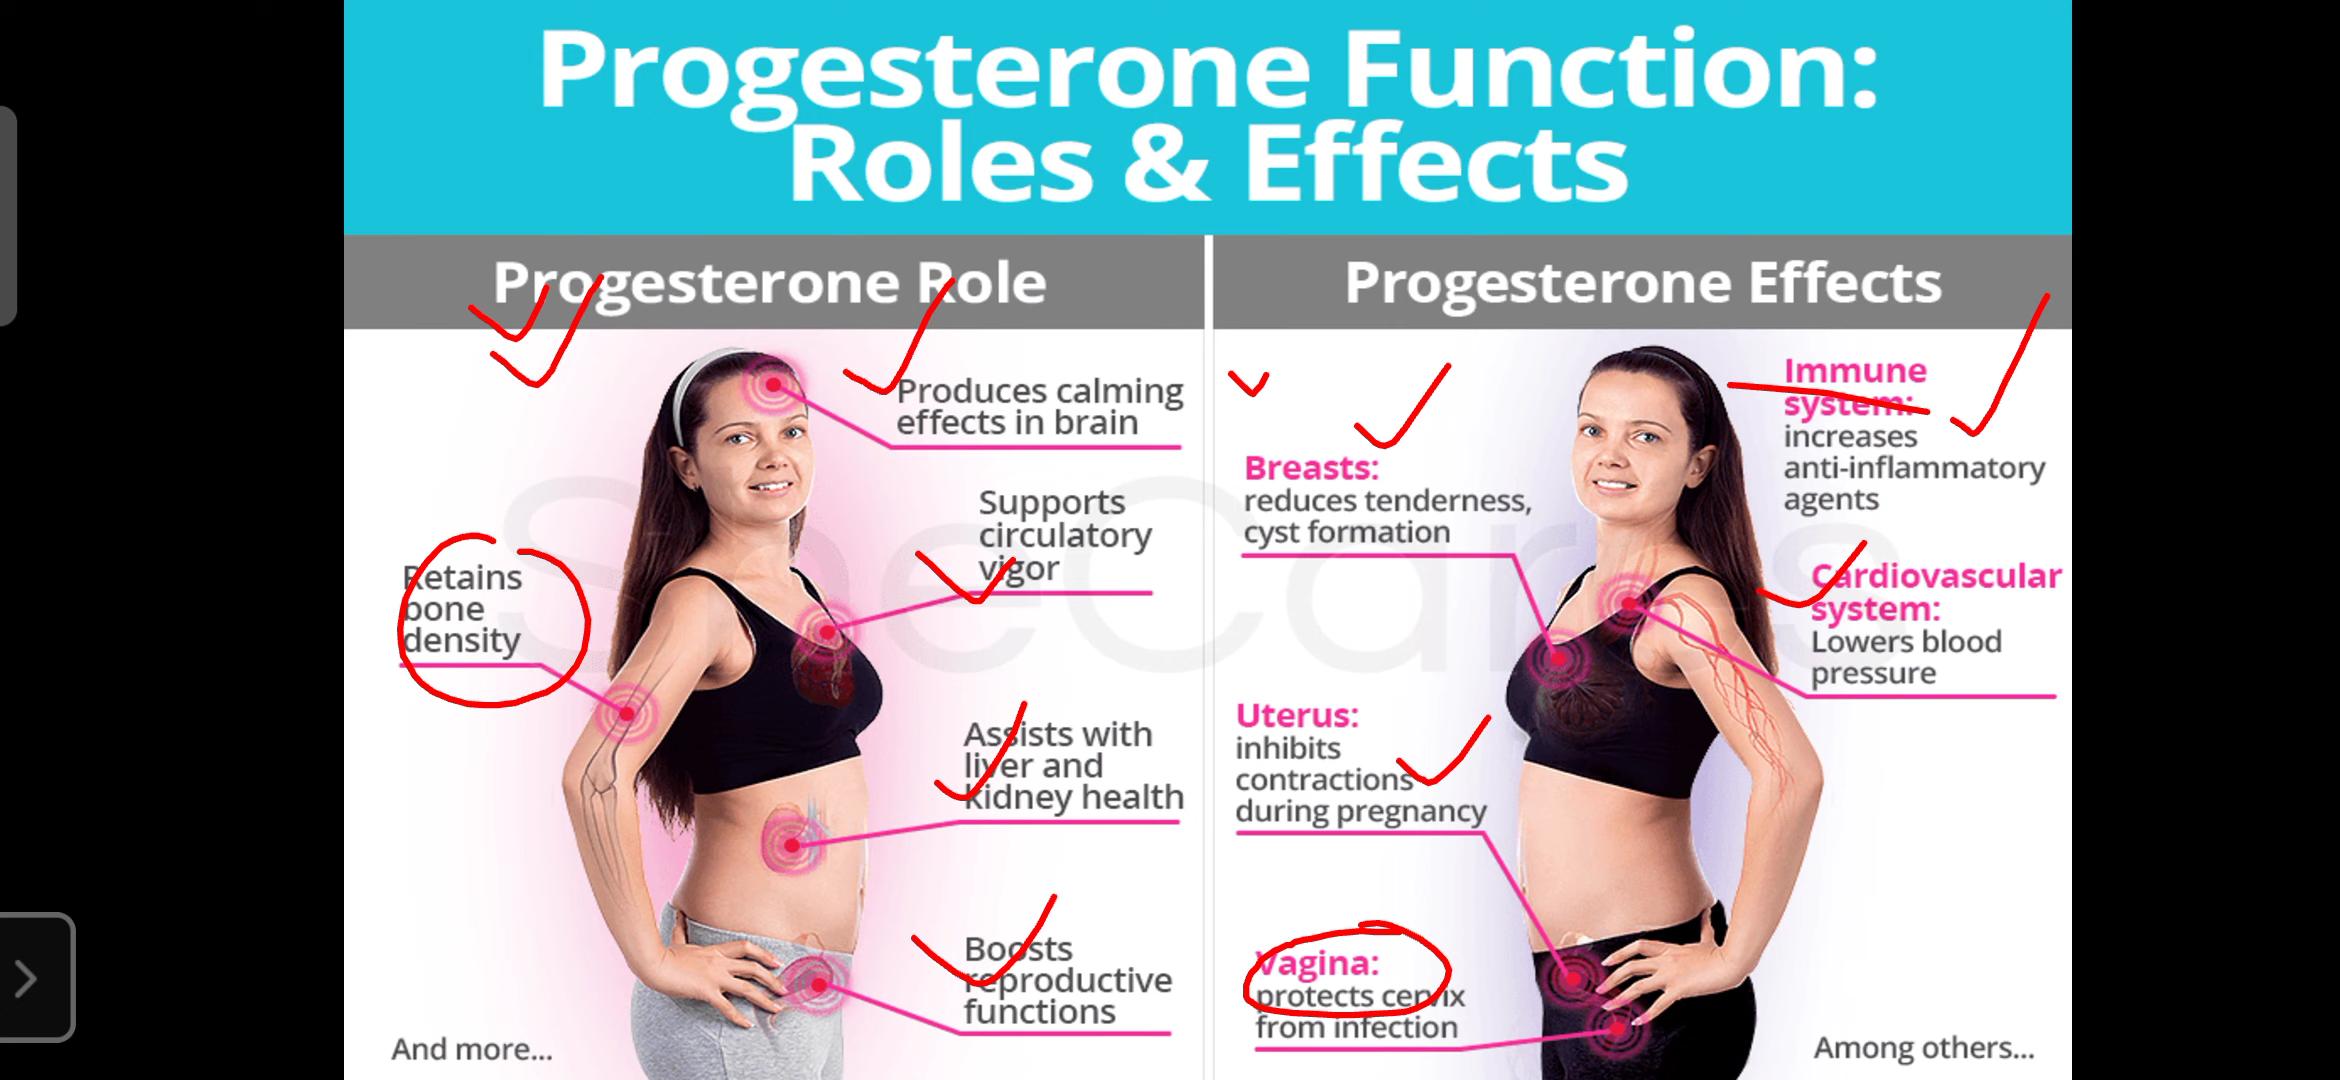 Progesterone Function:
Roles & Effects
Progesterone Role
Produces calming
effects in brain
Supports
circulatory
vigor
Retains
bone
density
Assists with
liver and
kidney health
Boosts
reproductive
functions
And more...
Progesterone Effects
Immune
system:
increases
anti-inflammatory
agents
Breasts:
reduces tenderness,
cyst formation
Cardiovascular
system:
Lowers blood
pressure
Uterus:
inhibits
contractions
during pregnancy
Vagina:
protects cervix
from infection
Among others...
SheCares